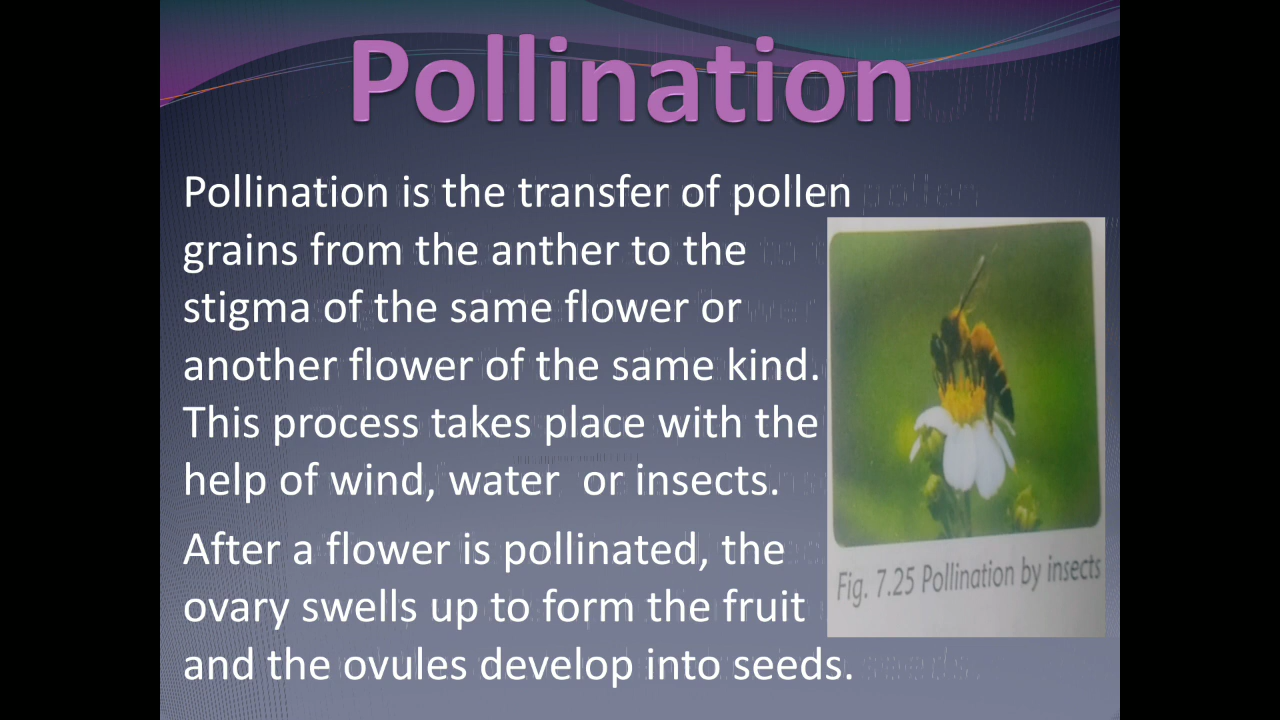 Pollination
Pollination is the transfer of pollen
grains from the anther to the
stigma of the same flower or
another flower of the same kind.
This process takes place with the
help of wind, water  or insects.
After a flower is pollinated, the
ovary swells up to form the fruit
and the ovules develop into seeds.
Fig. 7.25 Pollination by insects